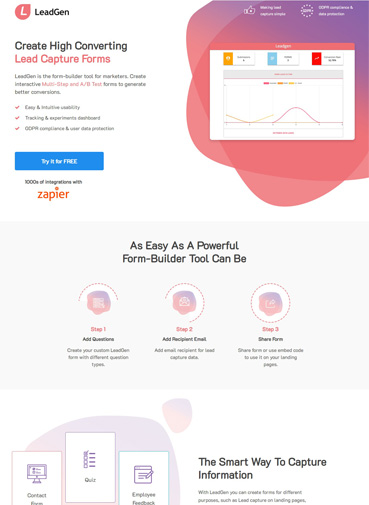 LeadGen
Making lead
capture simple
GDPR compliance &
data protection
Create High Converting
Lead Capture Forms
LeadGen is the form-builder tool for marketers. Create
interactive Multi-Step and A/B Test forms to generate
better conversions.
Easy & Intuitive usability
Tracking & experiments dashboard
GDPR compliance & user data protection
LeadGen
Try it for FREE
1000s of integrations with
zapier
As Easy As A Powerful
Form-Builder Tool Can Be
Step 1
Step 2
Step 3
Add Questions
Add Recipient Email
Share Form
Create your custom LeadGen
form with different question
types.
Add email recipient for lead
capture data.
Share form or use embed code
to use it on your landing
pages.
Contact
Form
Quiz
Employee
Feedback
The Smart Way To Capture
Information
With LeadGen you can create forms for different
purposes, such as Lead capture on landing pages,